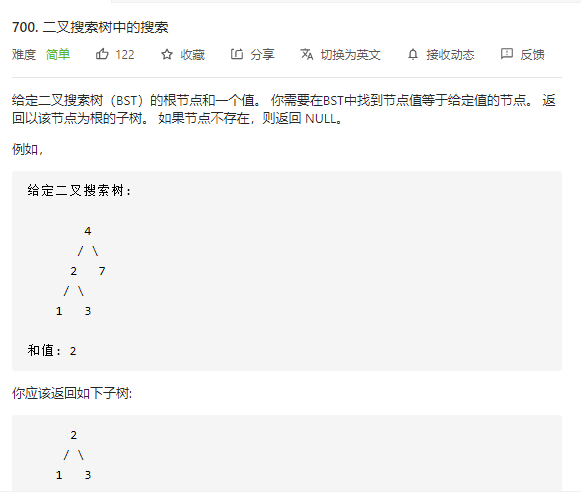 700. 二叉搜索树中的搜索
难度 简单 122 收藏 分享 切换为英文 接收动态 反馈
给定二叉搜索树（BST）的根节点和一个值。 你需要在BST中找到节点值等于给定值的节点。 返
回以该节点为根的子树。 如果节点不存在，则返回 NULL。
例如，
给定二叉搜索树:
4
/ \
2 7
/ \
1 3
和值: 2
你应该返回如下子树:
2
/ \
1 3